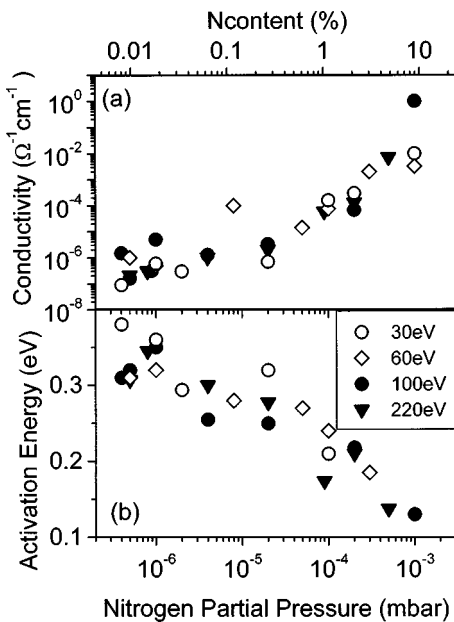 Ncontent (%)
0.01 0.1 1 10
(a)
Conductivity (Ω⁻¹cm⁻¹)
10⁰
10⁻²
10⁻⁴
10⁻⁶
10⁻⁸
(b)
Activation Energy (eV)
0.3
0.2
0.1
30eV
60eV
100eV
220eV
10⁻⁶ 10⁻⁵ 10⁻⁴ 10⁻³
Nitrogen Partial Pressure (mbar)